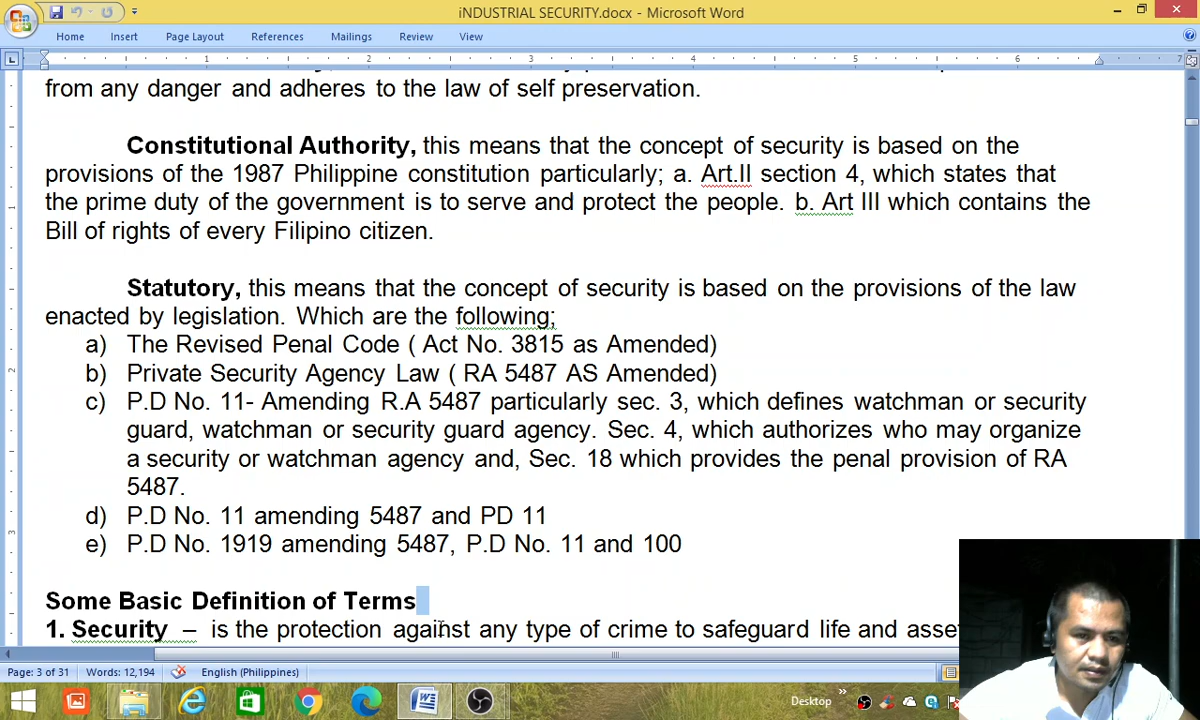 iNDUSTRIAL SECURITY.docx - Microsoft Word
Home Insert Page Layout References Mailings Review View
1 2 3 4 5 6 7
from any danger and adheres to the law of self preservation.
Constitutional Authority, this means that the concept of security is based on the
provisions of the 1987 Philippine constitution particularly; a. Art.II section 4, which states that
the prime duty of the government is to serve and protect the people. b. Art III which contains the
Bill of rights of every Filipino citizen.
Statutory, this means that the concept of security is based on the provisions of the law
enacted by legislation. Which are the following;
a) The Revised Penal Code ( Act No. 3815 as Amended)
b) Private Security Agency Law ( RA 5487 AS Amended)
c) P.D No. 11- Amending R.A 5487 particularly sec. 3, which defines watchman or security
guard, watchman or security guard agency. Sec. 4, which authorizes who may organize
a security or watchman agency and, Sec. 18 which provides the penal provision of RA
5487.
d) P.D No. 11 amending 5487 and PD 11
e) P.D No. 1919 amending 5487, P.D No. 11 and 100
Some Basic Definition of Terms
1. Security – is the protection against any type of crime to safeguard life and asse
Page: 3 of 31 Words: 12,194 English (Philippines)
Desktop